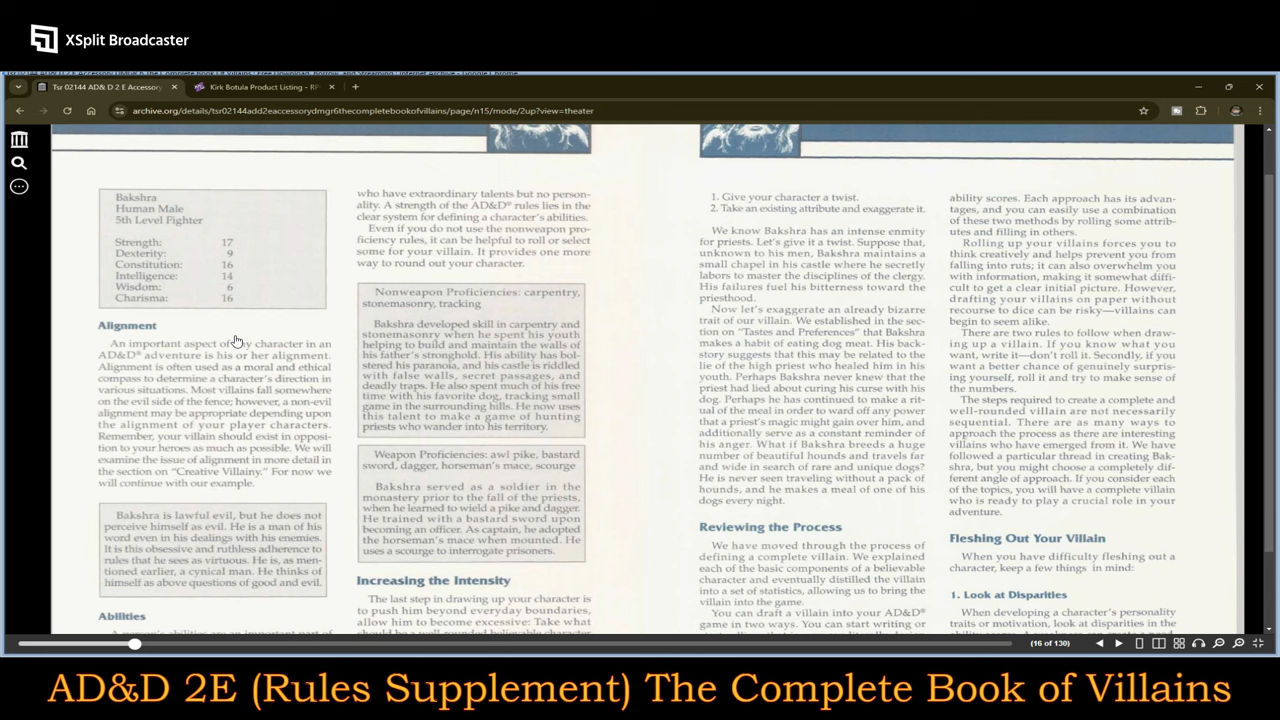 XSplit Broadcaster
Tsr 02144 AD& D 2 E Accessory
Kirk Botula Product Listing - RP
archive.org/details/tsr02144add2eaccessorydmgr6thecompletebookofvillains/page/n15/mode/2up?view=theater
Bakshra
Human Male
5th Level Fighter
Strength: 17
Dexterity: 9
Constitution: 16
Intelligence: 14
Wisdom: 6
Charisma: 16
Alignment
An important aspect of character in an
AD&D® adventure is his or her alignment.
Alignment is often used as a moral and ethical
compass to determine a character's direction in
various situations. Most villains fall somewhere
on the evil side of the fence; however, a non-evil
alignment may be appropriate depending upon
the alignment of your player characters.
Remember, your villain should exist in opposi-
tion to your heroes as much as possible. We will
examine the issue of alignment in more detail in
the section on "Creative Villainy." For now we
will continue with our example.
Bakshra is lawful evil, but he does not
perceive himself as evil. He is a man of his
word even in his dealings with his enemies.
It is this obsessive and ruthless adherence to
rules that he sees as virtuous. He is, as men-
tioned earlier, a cynical man. He thinks of
himself as above questions of good and evil.
Abilities
who have extraordinary talents but no person-
ality. A strength of the AD&D® rules lies in the
clear system for defining a character's abilities.
Even if you do not use the nonweapon pro-
ficiency rules, it can be helpful to roll or select
some for your villain. It provides one more
way to round out your character.
Nonweapon Proficiencies: carpentry,
stonemasonry, tracking
Bakshra developed skill in carpentry and
stonemasonry when he spent his youth
helping to build and maintain the walls of
his father's stronghold. His ability has bol-
stered his paranoia, and his castle is riddled
with false walls, secret passages, and
deadly traps. He also spent much of his free
time with his favorite dog, tracking small
game in the surrounding hills. He now uses
this talent to make a game of hunting
priests who wander into his territory.
Weapon Proficiencies: awl pike, bastard
sword, dagger, horseman's mace, scourge
Bakshra served as a soldier in the
monastery prior to the fall of the priests,
when he learned to wield a pike and dagger.
He trained with a bastard sword upon
becoming an officer. As captain, he adopted
the horseman's mace when mounted. He
uses a scourge to interrogate prisoners.
Increasing the Intensity
The last step in drawing up your character is
to push him beyond everyday boundaries,
allow him to become excessive: Take what
1. Give your character a twist.
2. Take an existing attribute and exaggerate it.
We know Bakshra has an intense enmity
for priests. Let's give it a twist. Suppose that,
unknown to his men, Bakshra maintains a
small chapel in his castle where he secretly
labors to master the disciplines of the clergy.
His failures fuel his bitterness toward the
priesthood.
Now let's exaggerate an already bizarre
trait of our villain. We established in the sec-
tion on "Tastes and Preferences" that Bakshra
makes a habit of eating dog meat. His back-
story suggests that this may be related to the
lie of the high priest who healed him in his
youth. Perhaps Bakshra never knew that the
priest had lied about curing his curse with his
dog. Perhaps he has continued to make a rit-
ual of the meal in order to ward off any power
that a priest's magic might gain over him, and
additionally serve as a constant reminder of
his anger. What if Bakshra breeds a huge
number of beautiful hounds and travels far
and wide in search of rare and unique dogs?
He is never seen traveling without a pack of
hounds, and he makes a meal of one of his
dogs every night.
Reviewing the Process
We have moved through the process of
defining a complete villain. We explained
each of the basic components of a believable
character and eventually distilled the villain
into a set of statistics, allowing us to bring the
villain into the game.
You can draft a villain into your AD&D®
game in two ways. You can start writing or
ability scores. Each approach has its advan-
tages, and you can easily use a combination
of these two methods by rolling some attrib-
utes and filling in others.
Rolling up your villains forces you to
think creatively and helps prevent you from
falling into ruts; it can also overwhelm you
with information, making it somewhat diffi-
cult to get a clear initial picture. However,
drafting your villains on paper without
recourse to dice can be risky—villains can
begin to seem alike.
There are two rules to follow when draw-
ing up a villain. If you know what you
want, write it—don't roll it. Secondly, if you
want a better chance of genuinely surpris-
ing yourself, roll it and try to make sense of
the numbers.
The steps required to create a complete and
well-rounded villain are not necessarily
sequential. There are as many ways to
approach the process as there are interesting
villains who have emerged from it. We have
followed a particular thread in creating Bak-
shra, but you might choose a completely dif-
ferent angle of approach. If you consider each
of the topics, you will have a complete villain
who is ready to play a crucial role in your
adventure.
Fleshing Out Your Villain
When you have difficulty fleshing out a
character, keep a few things in mind:
1. Look at Disparities
When developing a character's personality
traits or motivation, look at disparities in the
(16 of 130)
AD&D 2E (Rules Supplement) The Complete Book of Villains